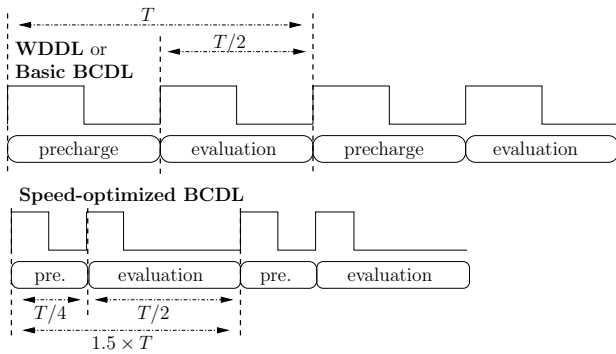 T
WDDL or
Basic BCDL
T/2
precharge evaluation precharge evaluation
Speed-optimized BCDL
pre. evaluation pre. evaluation
T/4 T/2
1.5 × T